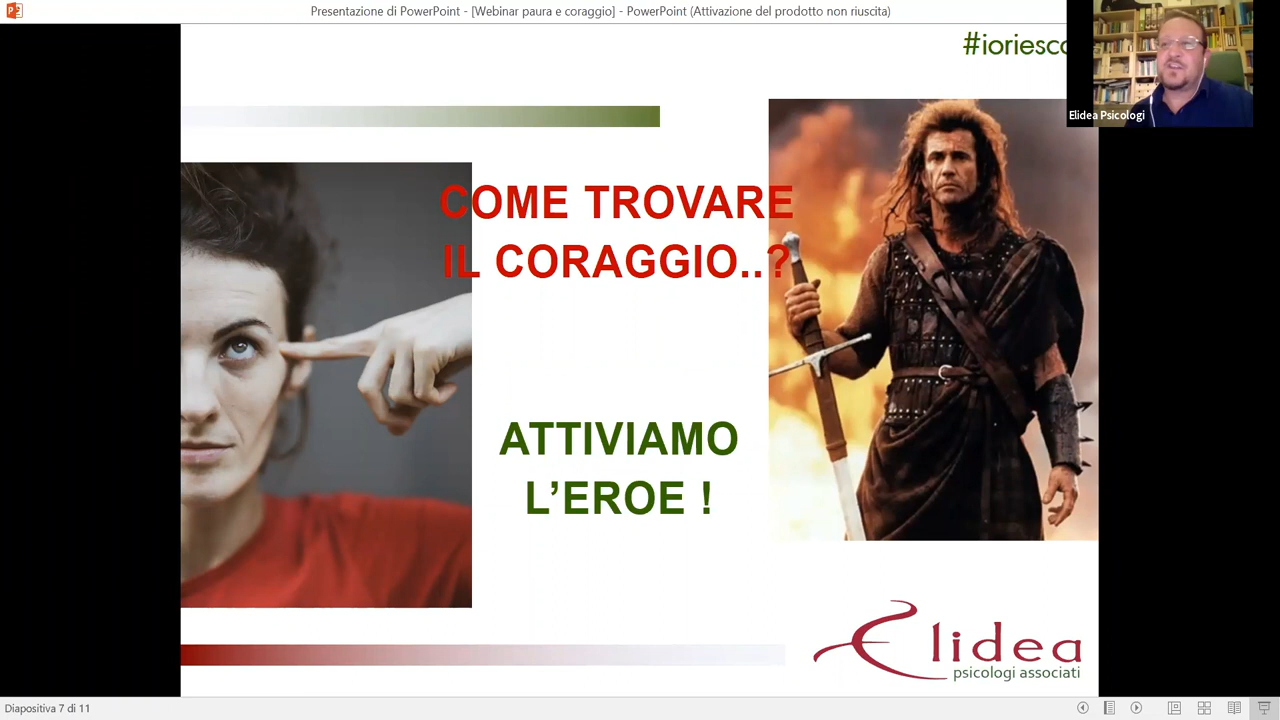 Presentazione di PowerPoint - [Webinar paura e coraggio] - PowerPoint (Attivazione del prodotto non riuscita)
#ioriesco
Elidea Psicologi
COME TROVARE
IL CORAGGIO..?
ATTIVIAMO
L'EROE !
Elidea
psicologi associati
Diapositiva 7 di 11